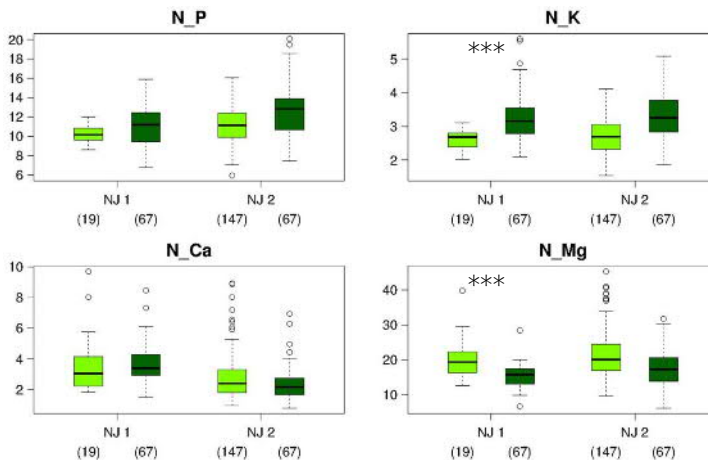 N_P
20
18
16
14
12
10
8
6
NJ 1
NJ 2
(19) (67) (147) (67)
N_K
***
5
4
3
2
NJ 1
NJ 2
(19) (67) (147) (67)
N_Ca
10
8
6
4
2
NJ 1
NJ 2
(19) (67) (147) (67)
N_Mg
***
40
30
20
10
NJ 1
NJ 2
(19) (67) (147) (67)